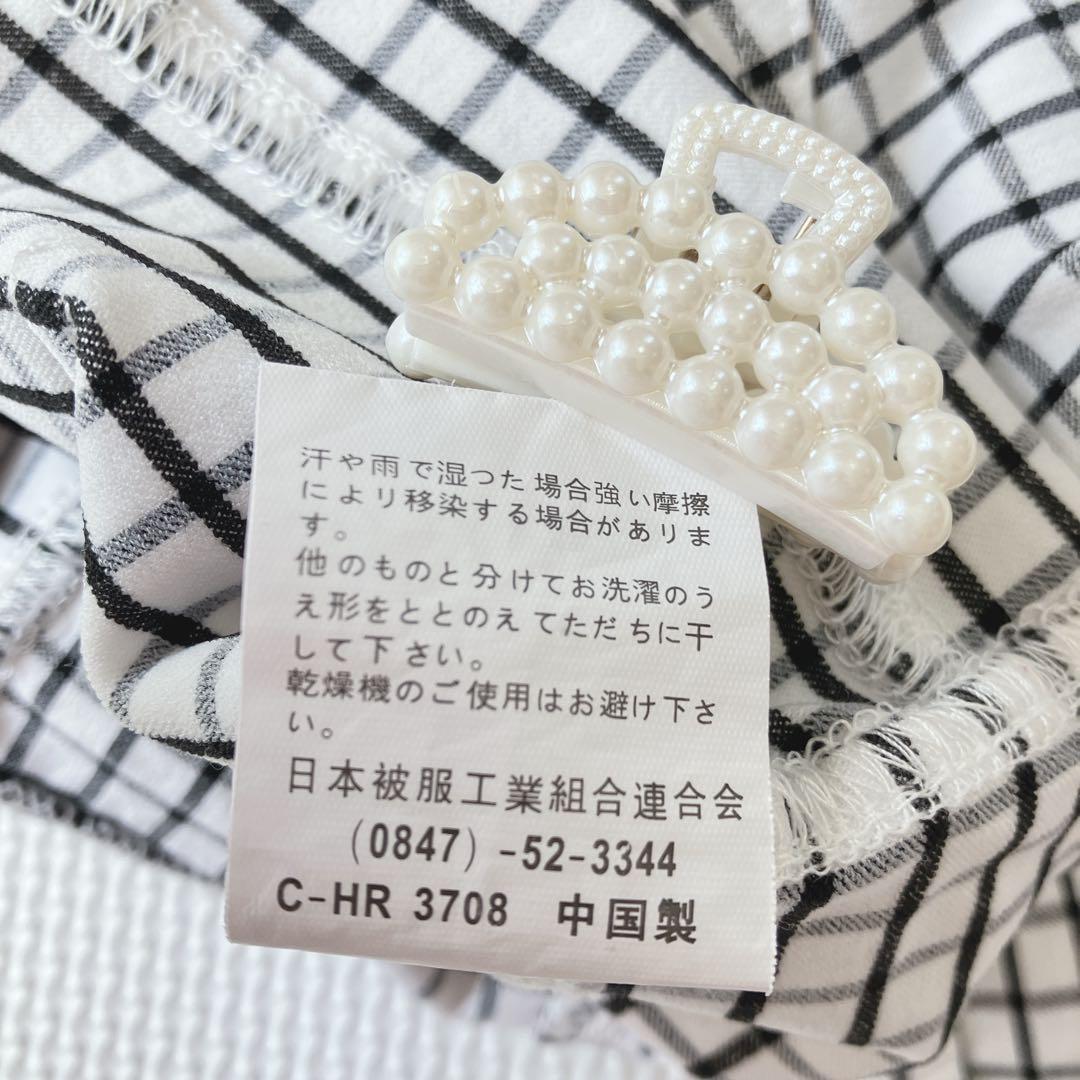 汗や雨で湿つた場合強い摩擦
により移染する場合があリま
す。
他のものと分けてお洗濯のう
え形をととのえてただちに干
して下さい。
乾燥機のご使用はお避け下さ
い。
日本被服工業組合連合会
(0847) -52-3344
C-HR 3708 中国製